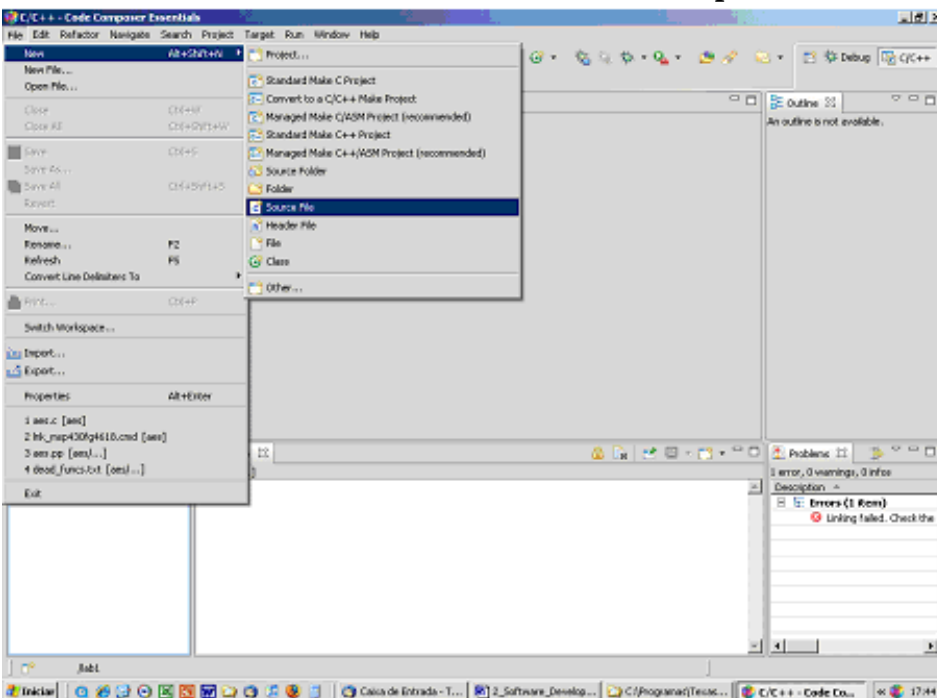 C/C++ - Code Composer Essentials
File Edit Refactor Navigate Search Project Target Run Window Help
New Alt+Shift+N
New File...
Open File...
Close Ctrl+W
Close All Ctrl+Shift+W
Save Ctrl+S
Save As...
Save All Ctrl+Shift+S
Revert
Move...
Rename... F2
Refresh F5
Convert Line Delimiters To
Print... Ctrl+P
Switch Workspace...
Import...
Export...
Properties Alt+Enter
1 aes.c [aes]
2 lnk_msp430fg4618.cmd [aes]
3 aes.pp [aes/...]
4 dead_funcs.txt [aes/...]
Exit
Project...
Standard Make C Project
Convert to a C/C++ Make Project
Managed Make C/ASM Project (recommended)
Standard Make C++ Project
Managed Make C++/ASM Project (recommended)
Source Folder
Folder
Source File
Header File
File
Class
Other...
Debug C/C++
Outline
An outline is not available.
Problems
1 error, 0 warnings, 0 infos
Description
Errors (1 item)
Linking failed. Check the
/lab1
Iniciar Caixa de Entrada - T... 2_Software_Develop... C:\Programas\Texas... C/C++ - Code Co... 17:44